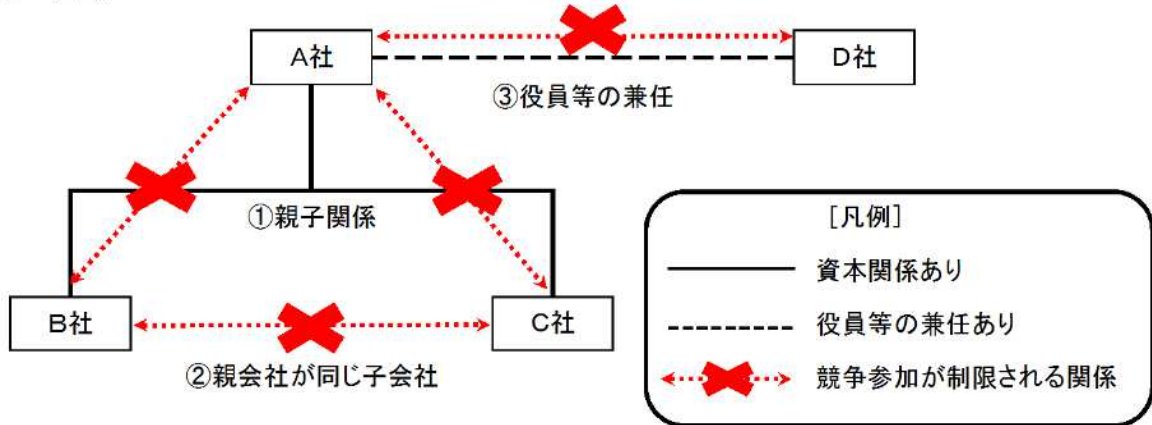 A社
D社
③役員等の兼任
①親子関係
B社
C社
②親会社が同じ子会社
［凡例］
資本関係あり
役員等の兼任あり
競争参加が制限される関係